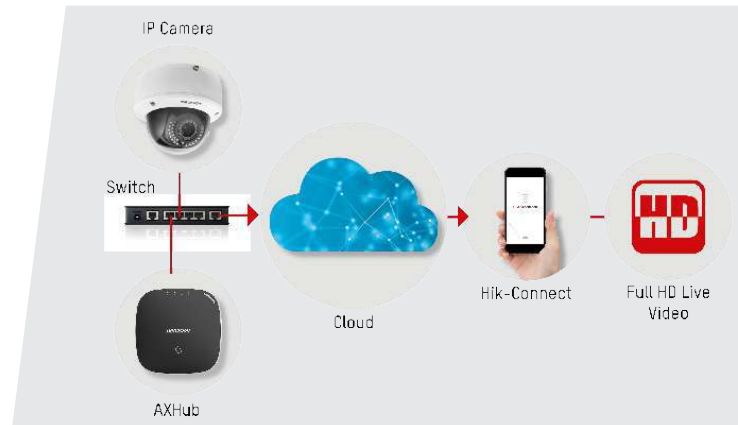 IP Camera
Switch
AXHub
Cloud
Hik-Connect
HD
Full HD Live
Video